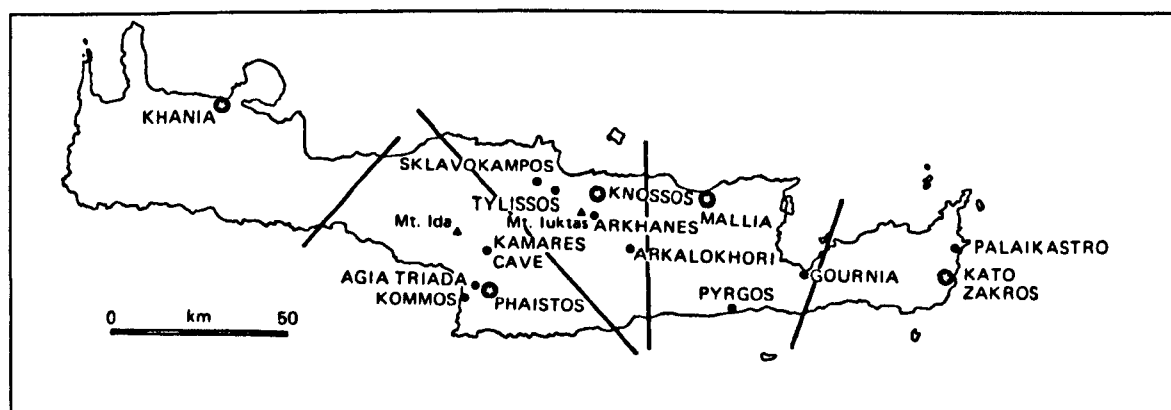 KHANIA
SKLAVOKAMPOS
TYLISSOS
KNOSSOS
Mt. Iuktas
ARKHANES
MALLIA
Mt. Ida
KAMARES
CAVE
ARKALOKHORI
PALAIKASTRO
AGIA TRIADA
GOURNIA
KATO
ZAKROS
KOMMOS
PHAISTOS
PYRGOS
0 km 50